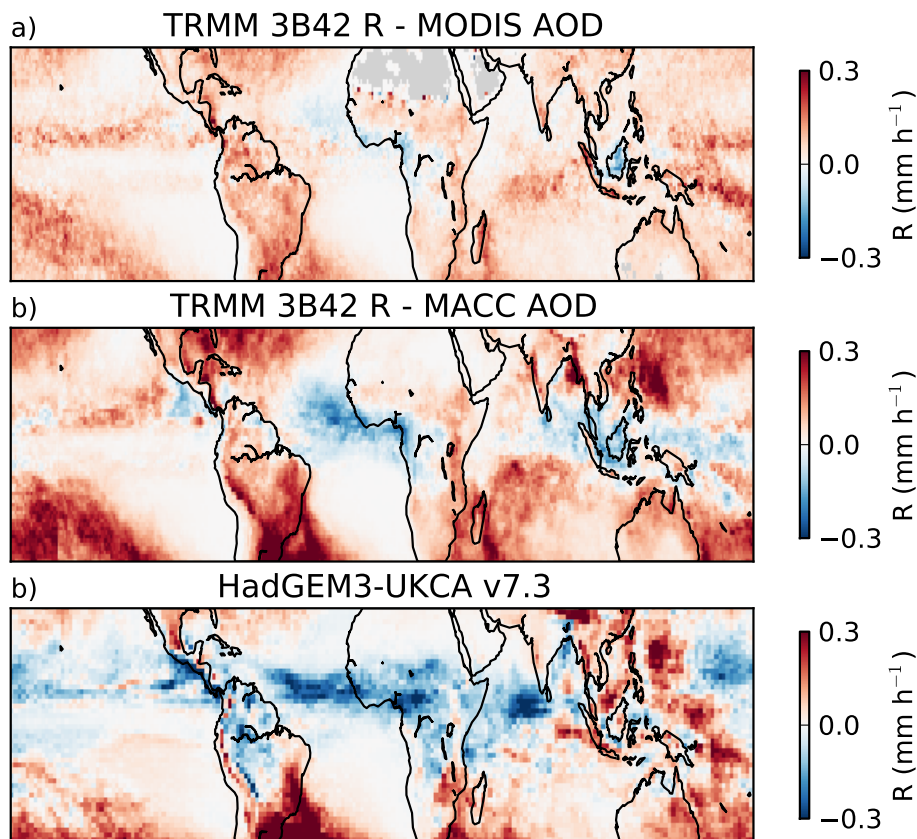 a) TRMM 3B42 R - MODIS AOD
0.3
0.0
−0.3
R (mm h⁻¹ )
b) TRMM 3B42 R - MACC AOD
0.3
0.0
−0.3
R (mm h⁻¹ )
b) HadGEM3-UKCA v7.3
0.3
0.0
−0.3
R (mm h⁻¹ )